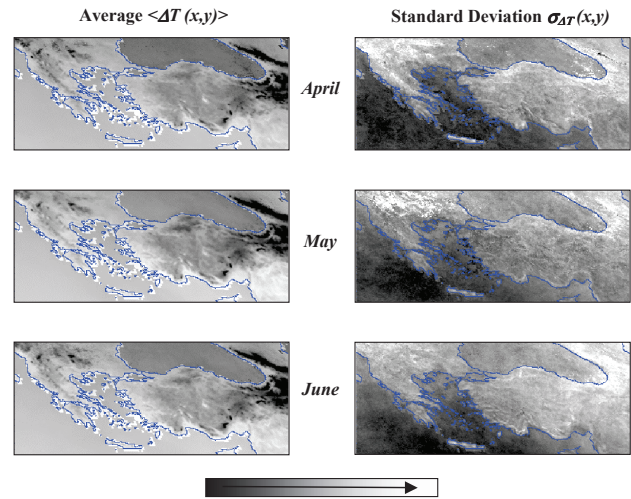 Average <ΔT (x,y)>
Standard Deviation σΔT(x,y)
April
May
June